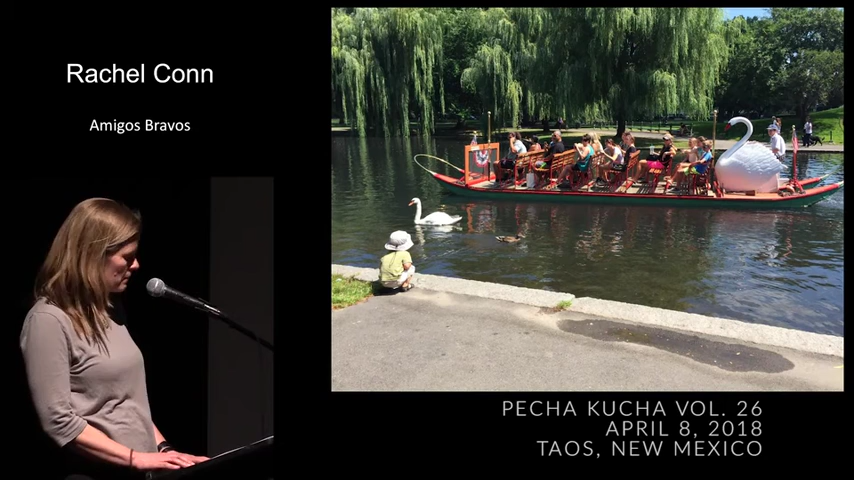 Rachel Conn
Amigos Bravos
PECHA KUCHA VOL. 26
APRIL 8, 2018
TAOS, NEW MEXICO